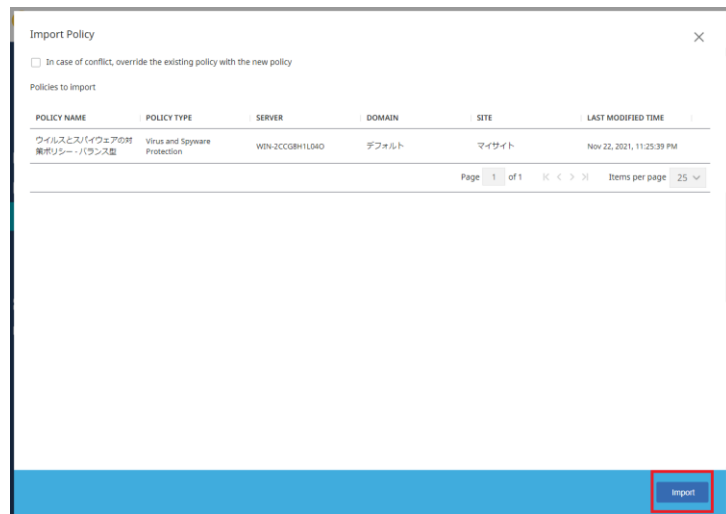 Import Policy
In case of conflict, override the existing policy with the new policy
Policies to import
POLICY NAME POLICY TYPE SERVER DOMAIN SITE LAST MODIFIED TIME
ウイルスとスパイウェアの対 Virus and Spyware WIN-2CCG8H1L04O デフォルト マイサイト Nov 22, 2021, 11:25:39 PM
策ポリシー - バランス型 Protection
Page 1 of 1 Items per page 25
Import